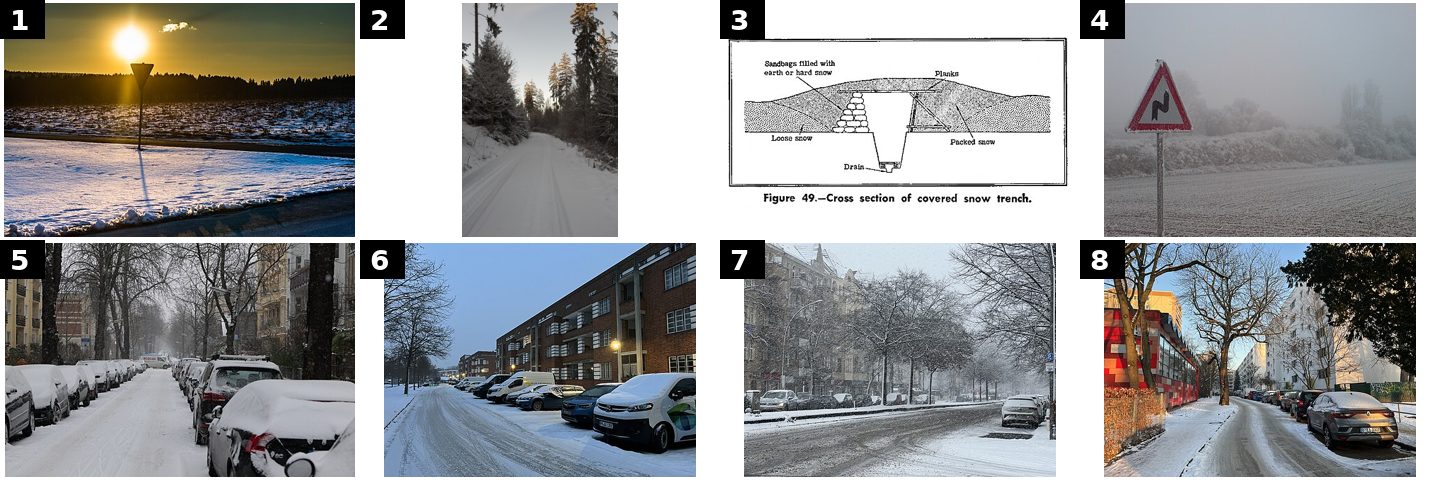 1
2
3
Sandbags filled with
earth or hard snow
Planks
Loose snow
Packed snow
Drain
Figure 49.—Cross section of covered snow trench.
4
5
6
7
8